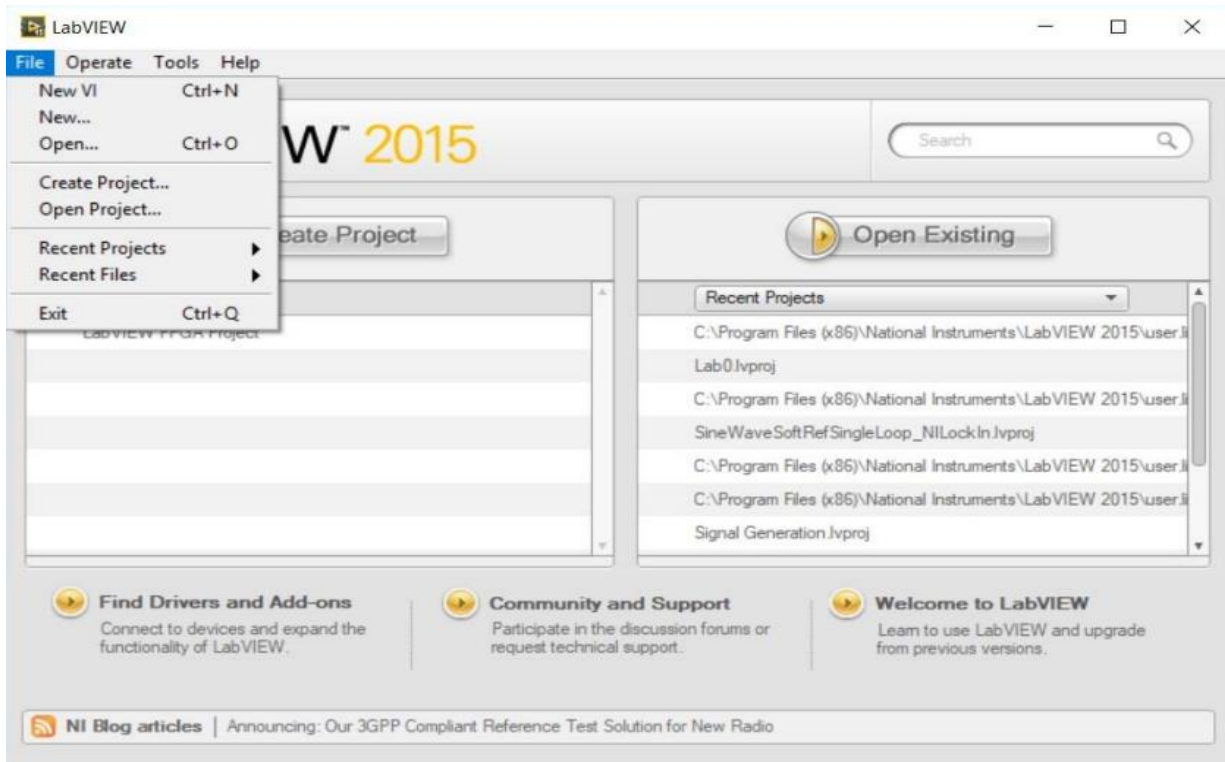 LabVIEW
File Operate Tools Help
New VI Ctrl+N
New...
Open... Ctrl+O
Create Project...
Open Project...
Recent Projects
Recent Files
Exit Ctrl+Q
W™ 2015
Search
eate Project
LabVIEW FPGA Project
Open Existing
Recent Projects
C:\Program Files (x86)\National Instruments\LabVIEW 2015\user.li
Lab0.lvproj
C:\Program Files (x86)\National Instruments\LabVIEW 2015\user.li
SineWaveSoftRefSingleLoop_NILockIn.lvproj
C:\Program Files (x86)\National Instruments\LabVIEW 2015\user.li
C:\Program Files (x86)\National Instruments\LabVIEW 2015\user.li
Signal Generation.lvproj
Find Drivers and Add-ons
Connect to devices and expand the
functionality of LabVIEW.
Community and Support
Participate in the discussion forums or
request technical support.
Welcome to LabVIEW
Learn to use LabVIEW and upgrade
from previous versions.
NI Blog articles | Announcing: Our 3GPP Compliant Reference Test Solution for New Radio